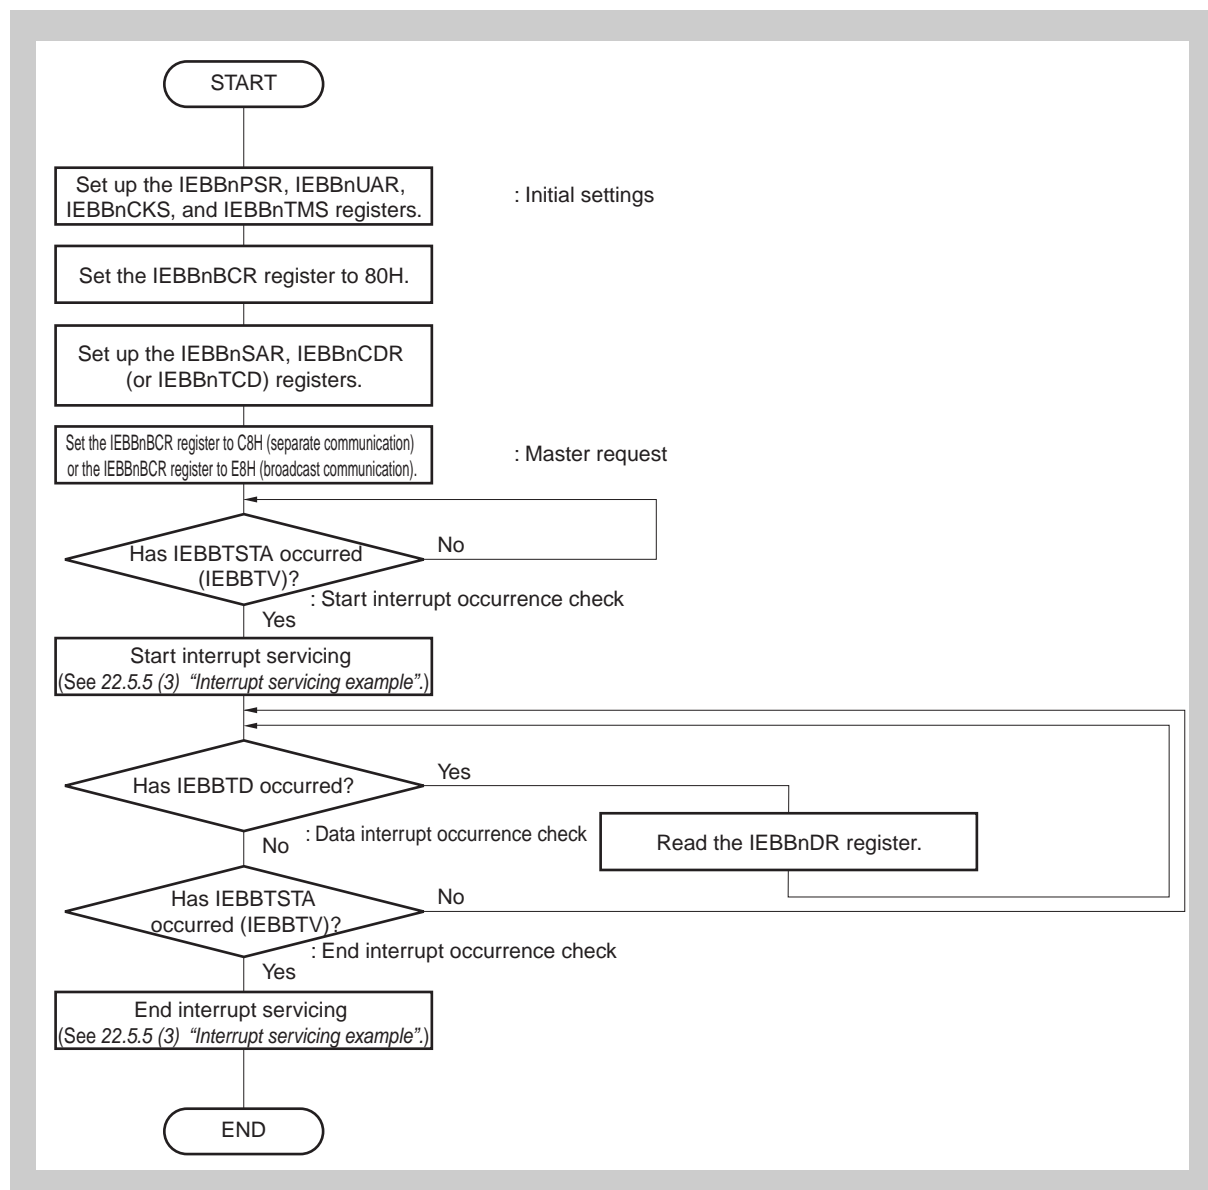 START
Set up the IEBBnPSR, IEBBnUAR,
IEBBnCKS, and IEBBnTMS registers.
: Initial settings
Set the IEBBnBCR register to 80H.
Set up the IEBBnSAR, IEBBnCDR
(or IEBBnTCD) registers.
Set the IEBBnBCR register to C8H (separate communication)
or the IEBBnBCR register to E8H (broadcast communication).
: Master request
Has IEBBTSTA occurred
(IEBBTV)?
No
: Start interrupt occurrence check
Yes
Start interrupt servicing
(See 22.5.5 (3) “Interrupt servicing example”.)
Has IEBBTD occurred?
Yes
: Data interrupt occurrence check
No
Read the IEBBnDR register.
Has IEBBTSTA
occurred (IEBBTV)?
No
: End interrupt occurrence check
Yes
End interrupt servicing
(See 22.5.5 (3) “Interrupt servicing example”.)
END